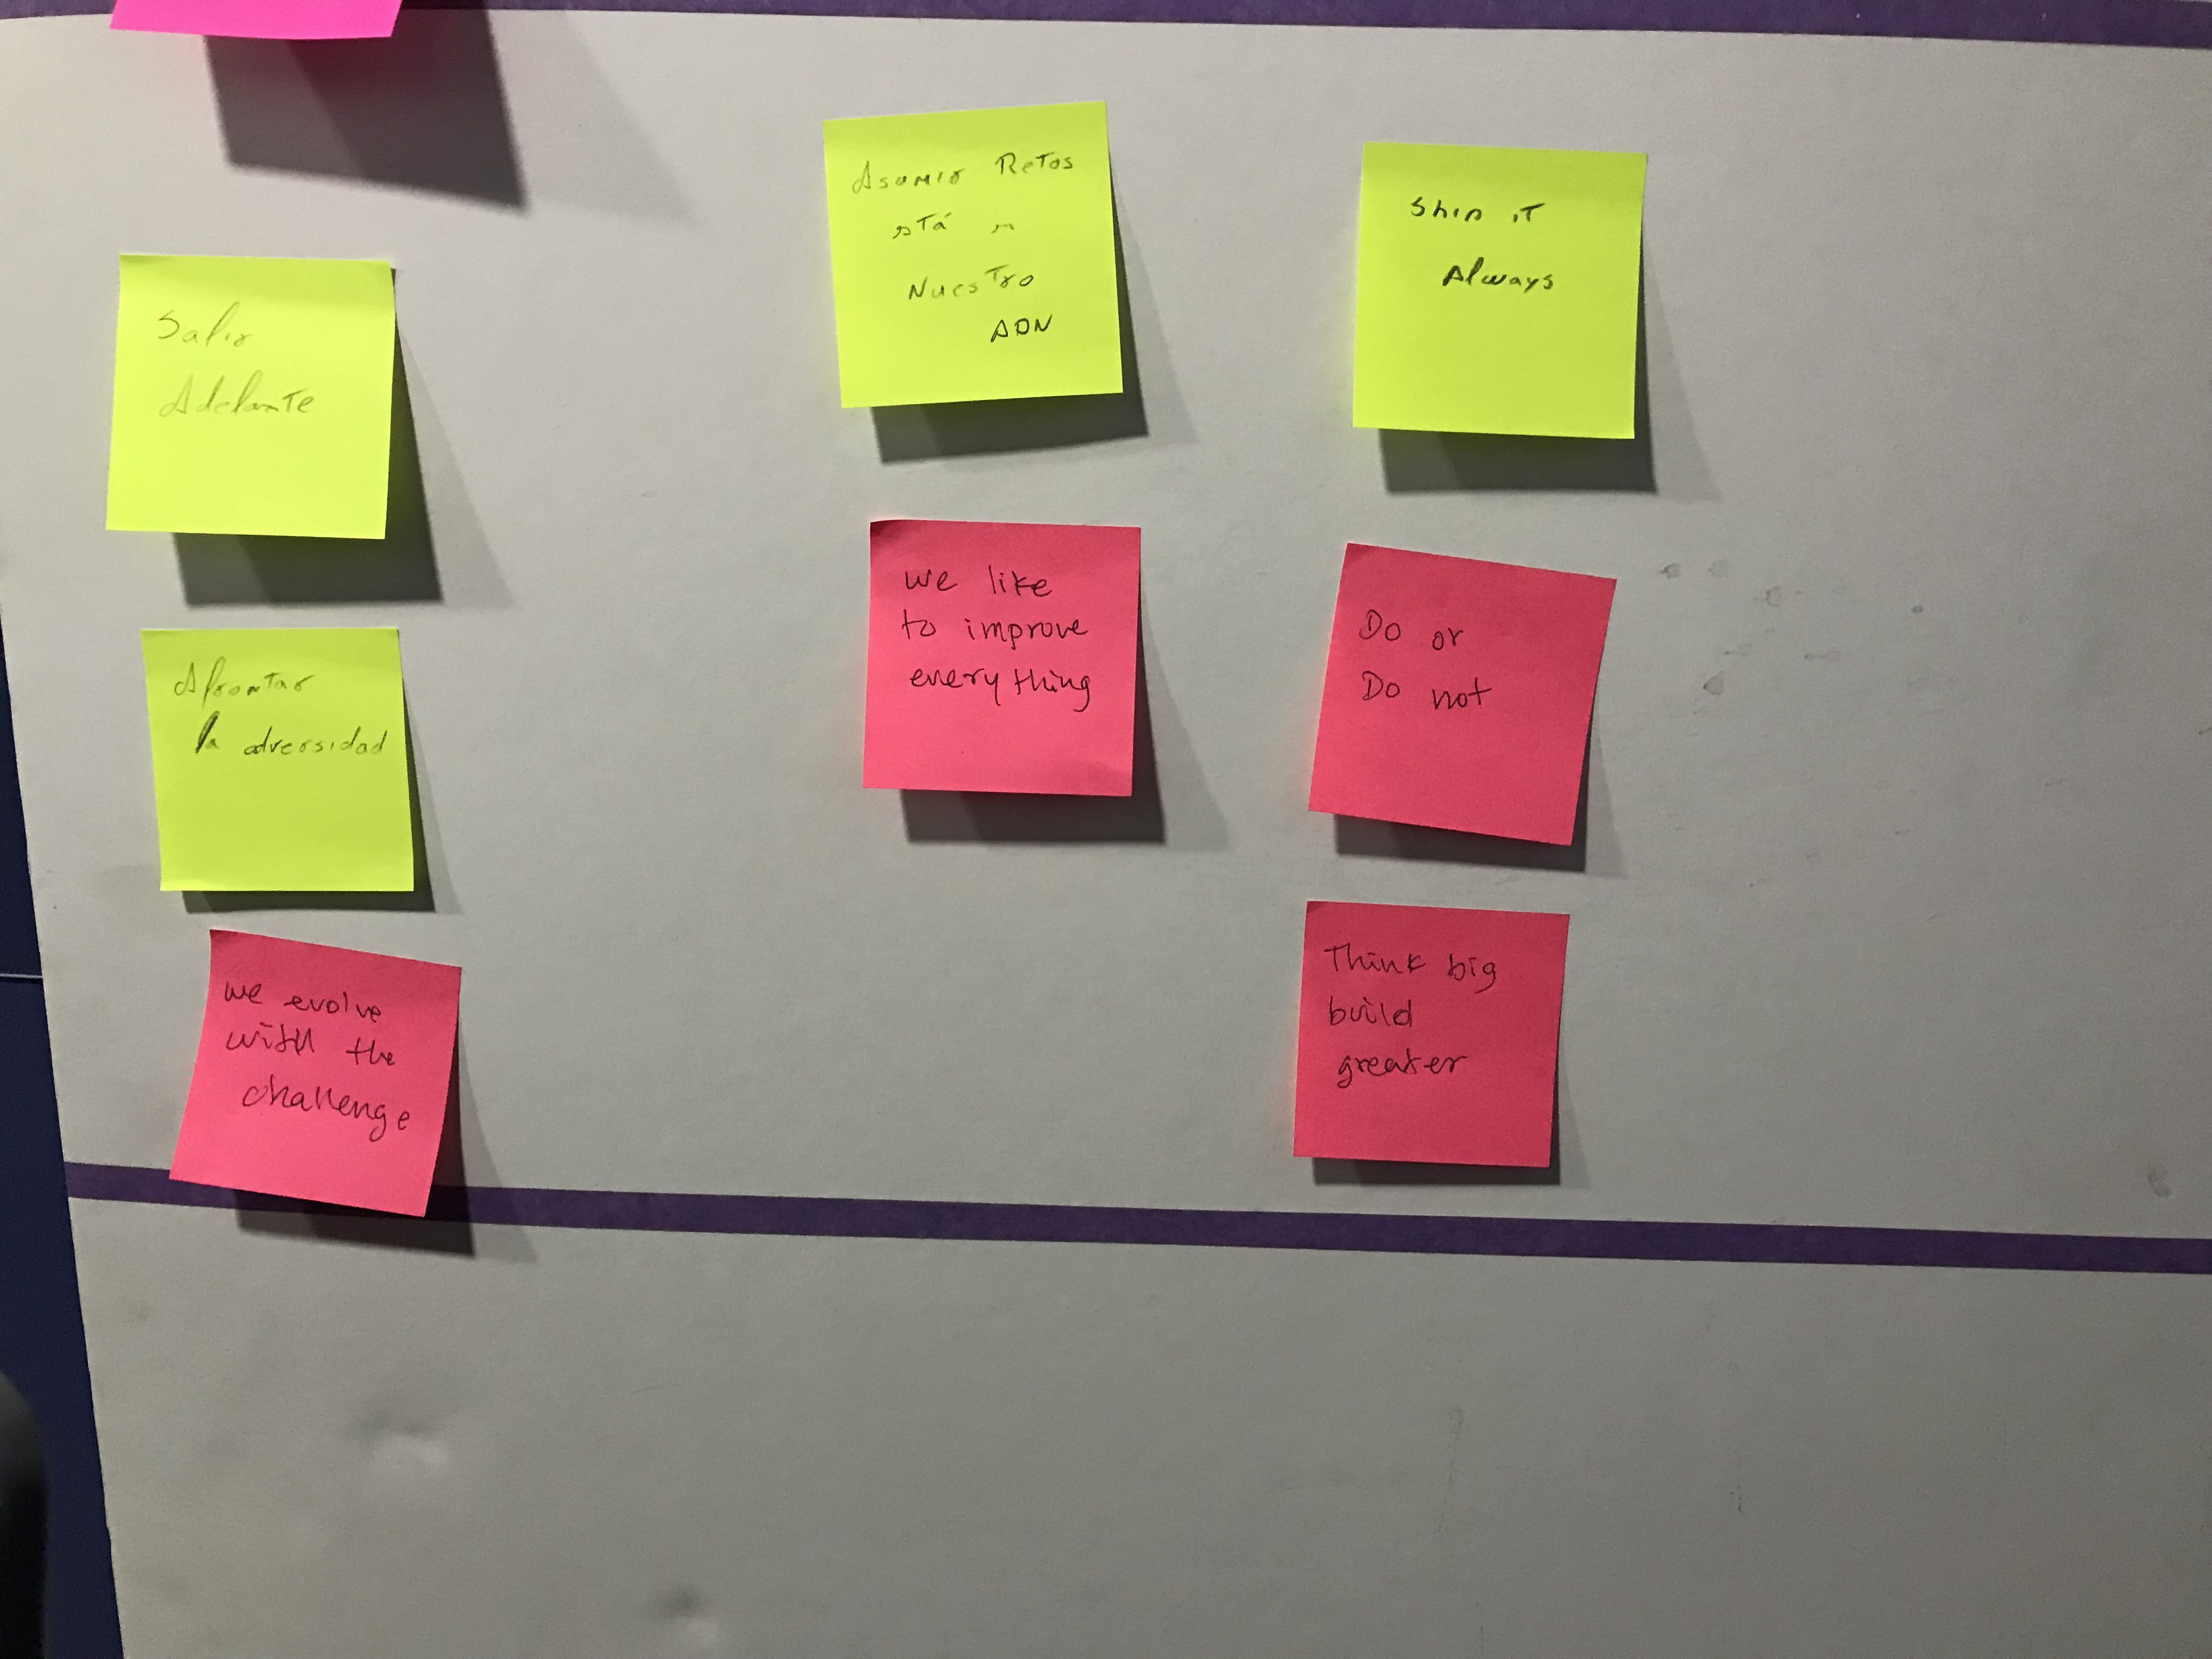 Salir
Adelante
Afrontar
la adversidad
we evolve
with the
challenge
Asumir Retos
está en
Nuestro
ADN
we like
to improve
everything
Ship it
Always
Do or
Do not
Think big
build
greater